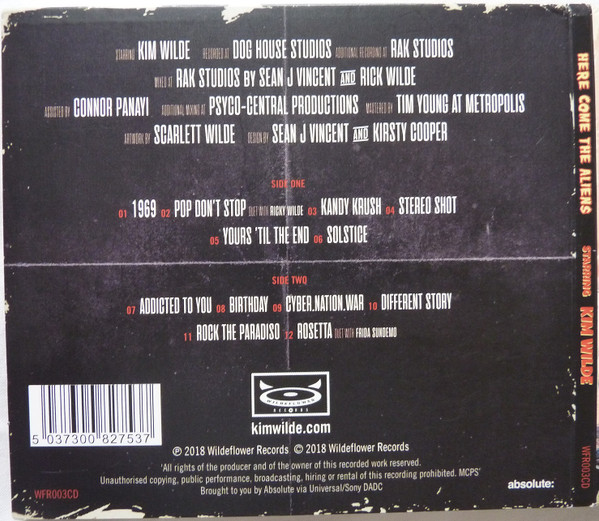 STARRING KIM WILDE RECORDED AT DOG HOUSE STUDIOS ADDITIONAL RECORDING AT RAK STUDIOS
MIXED AT RAK STUDIOS BY SEAN J VINCENT AND RICK WILDE
ASSISTED BY CONNOR PANAYI ADDITIONAL MIXING AT PSYCO-CENTRAL PRODUCTIONS MASTERED BY TIM YOUNG AT METROPOLIS
ARTWORK BY SCARLETT WILDE DESIGN BY SEAN J VINCENT AND KIRSTY COOPER
SIDE ONE
01 1969 02 POP DON'T STOP DUET WITH RICKY WILDE 03 KANDY KRUSH 04 STEREO SHOT
05 YOURS 'TIL THE END 06 SOLSTICE
SIDE TWO
07 ADDICTED TO YOU 08 BIRTHDAY 09 CYBER.NATION.WAR 10 DIFFERENT STORY
11 ROCK THE PARADISO 12 ROSETTA DUET WITH FRIDA SUNDEMO
WILDEFLOWER
RECORDS
kimwilde.com
5 037300 827537
℗ 2018 Wildeflower Records © 2018 Wildeflower Records
'All rights of the producer and of the owner of this recorded work reserved.
Unauthorised copying, public performance, broadcasting, hiring or rental of this recording prohibited. MCPS'
Brought to you by Absolute via Universal/Sony DADC
WFR003CD
absolute:
HERE COME THE ALIENS STARRING KIM WILDE WFR003CD